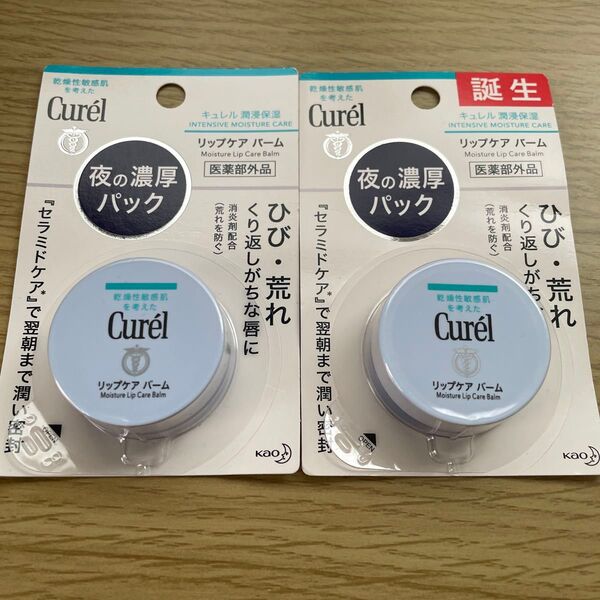 乾燥性敏感肌
を考えた
Curél
キュレル 潤浸保湿
INTENSIVE MOISTURE CARE
リップケア バーム
Moisture Lip Care Balm
医薬部外品
夜の濃厚
パック
ひび・荒れ
くり返しがちな唇に
消炎剤配合
(荒れを防ぐ)
『セラミドケア』*で翌朝まで潤い密封
乾燥性敏感肌
を考えた
Curél
リップケア バーム
Moisture Lip Care Balm
OPEN
Kao
誕生
乾燥性敏感肌
を考えた
Curél
キュレル 潤浸保湿
INTENSIVE MOISTURE CARE
リップケア バーム
Moisture Lip Care Balm
医薬部外品
夜の濃厚
パック
ひび・荒れ
くり返しがちな唇に
消炎剤配合
(荒れを防ぐ)
『セラミドケア』*で翌朝まで潤い密封
乾燥性敏感肌
を考えた
Curél
リップケア バーム
Moisture Lip Care Balm
OPEN
Kao